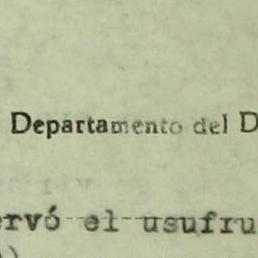 Departamento del D
ervó el usufru